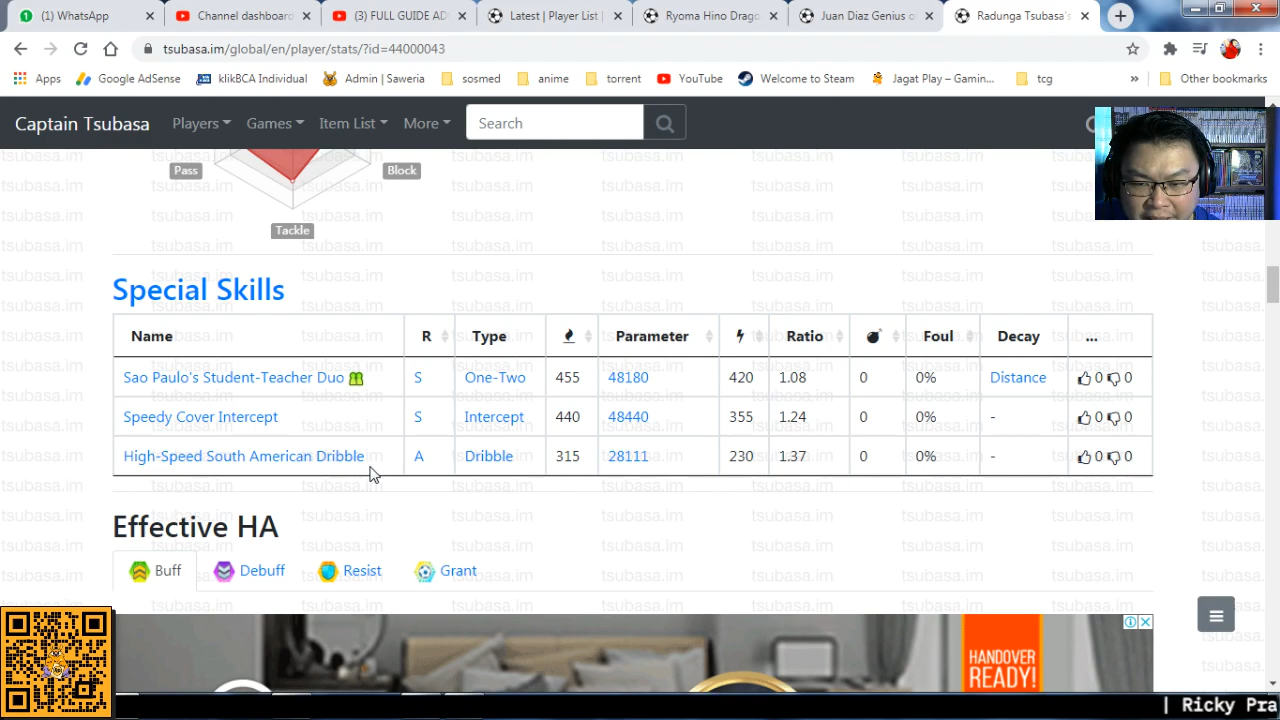 (1) WhatsApp
Channel dashboard
(3) FULL GUIDE AD
Latest | Player List |
Ryoma Hino Drago
Juan Diaz Genius o
Radunga Tsubasa's
tsubasa.im/global/en/player/stats/?id=44000043
Apps
Google AdSense
klikBCA Individual
Admin | Saweria
sosmed
anime
torrent
YouTube
Welcome to Steam
Jagat Play – Gamin...
tcg
»
Other bookmarks
Captain Tsubasa
Players
Games
Item List
More
Search
Pass
Block
Tackle
Special Skills
Name R Type Parameter Ratio Foul Decay ...
Sao Paulo's Student-Teacher Duo S One-Two 455 48180 420 1.08 0 0% Distance 0 0
Speedy Cover Intercept S Intercept 440 48440 355 1.24 0 0% - 0 0
High-Speed South American Dribble A Dribble 315 28111 230 1.37 0 0% - 0 0
Effective HA
Buff
Debuff
Resist
Grant
HANDOVER
READY!
| Ricky Pra
tsubasa.im